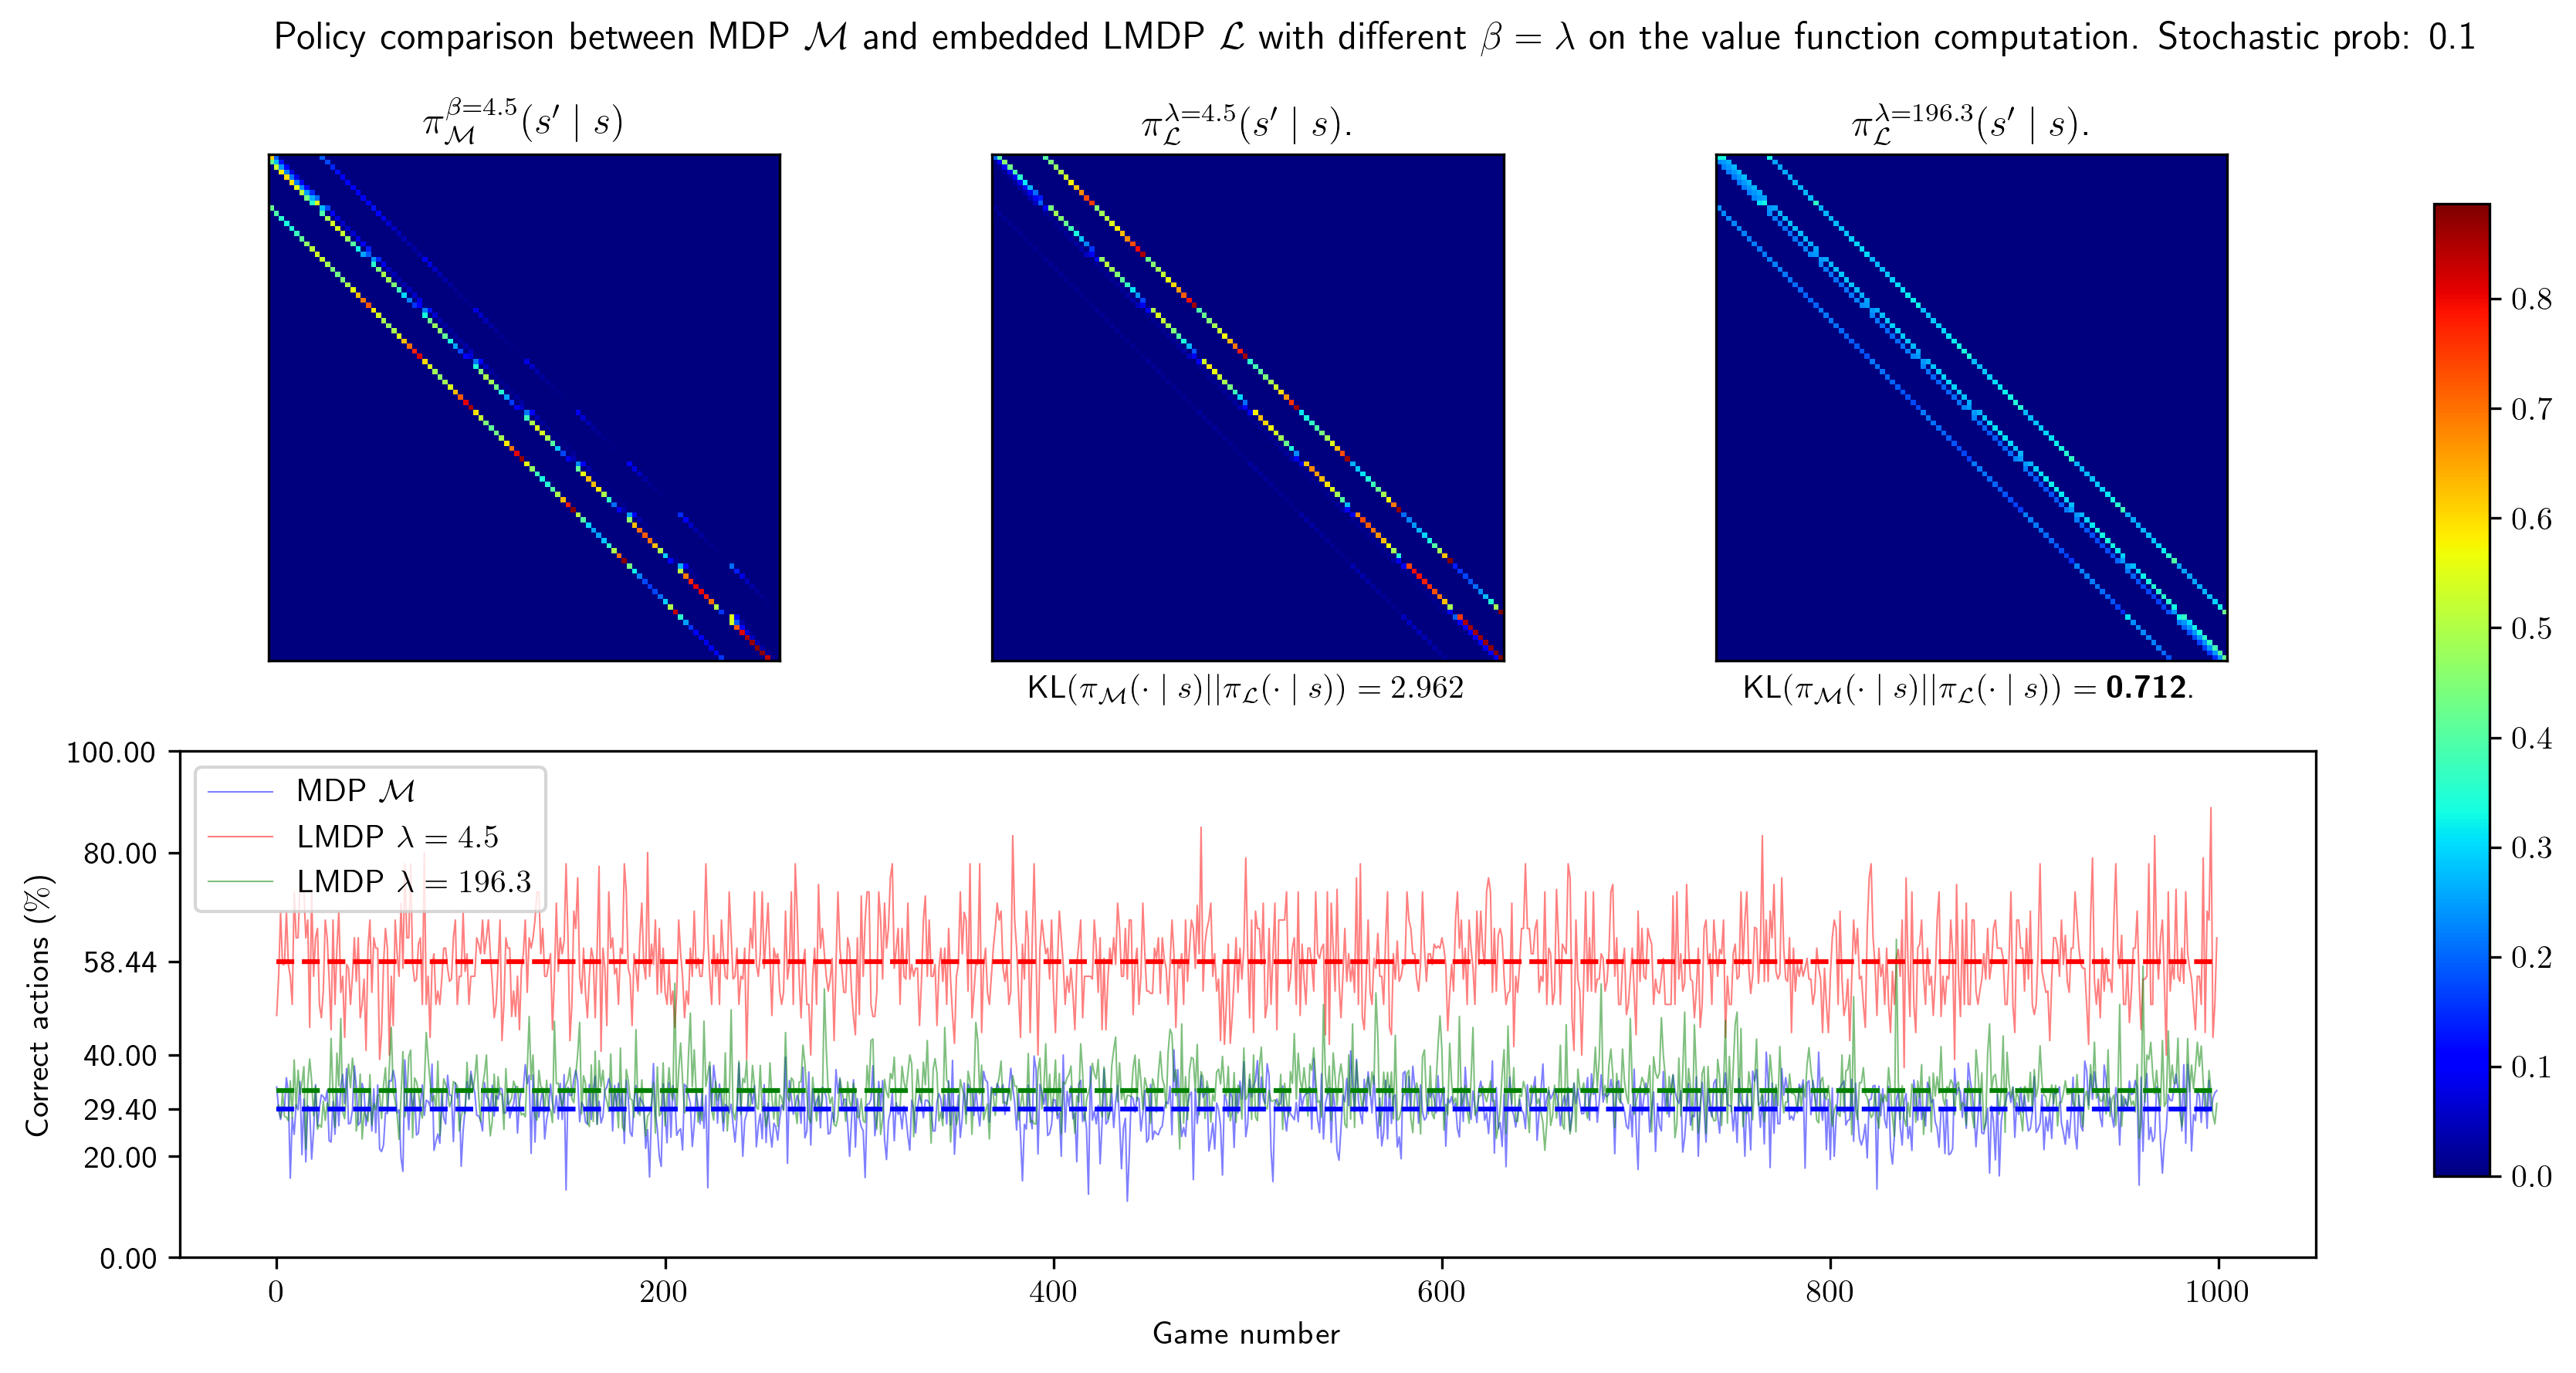 Policy comparison between MDP ℳ and embedded LMDP ℒ with different β = λ on the value function computation. Stochastic prob: 0.1
π_ℳ^{β=4.5}(s′ | s)
π_ℒ^{λ=4.5}(s′ | s).
π_ℒ^{λ=196.3}(s′ | s).
KL(π_ℳ(· | s)||π_ℒ(· | s)) = 2.962
KL(π_ℳ(· | s)||π_ℒ(· | s)) = 0.712.
0.8
0.7
0.6
0.5
0.4
0.3
0.2
0.1
0.0
Correct actions (%)
100.00
80.00
58.44
40.00
29.40
20.00
0.00
MDP ℳ
LMDP λ = 4.5
LMDP λ = 196.3
0 200 400 600 800 1000
Game number